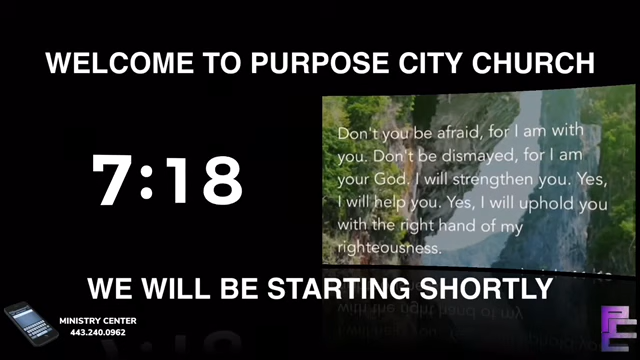 WELCOME TO PURPOSE CITY CHURCH
7:18
Don't you be afraid, for I am with
you. Don't be dismayed, for I am
your God. I will strengthen you. Yes,
I will help you. Yes, I will uphold you
with the right hand of my
righteousness.
WE WILL BE STARTING SHORTLY
MINISTRY CENTER
443.240.0962